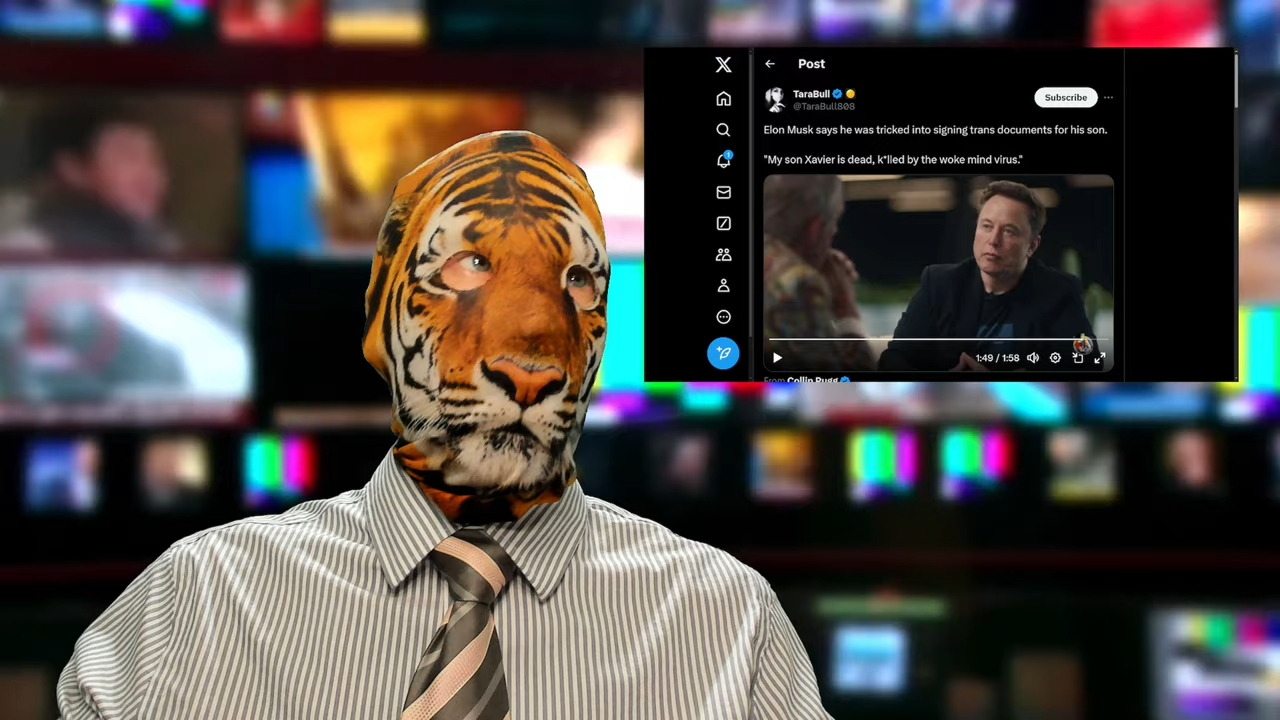 Post
TaraBull
@TaraBull808
Subscribe
Elon Musk says he was tricked into signing trans documents for his son.
"My son Xavier is dead, k*lled by the woke mind virus."
1:49 / 1:58
From Collin Rugg